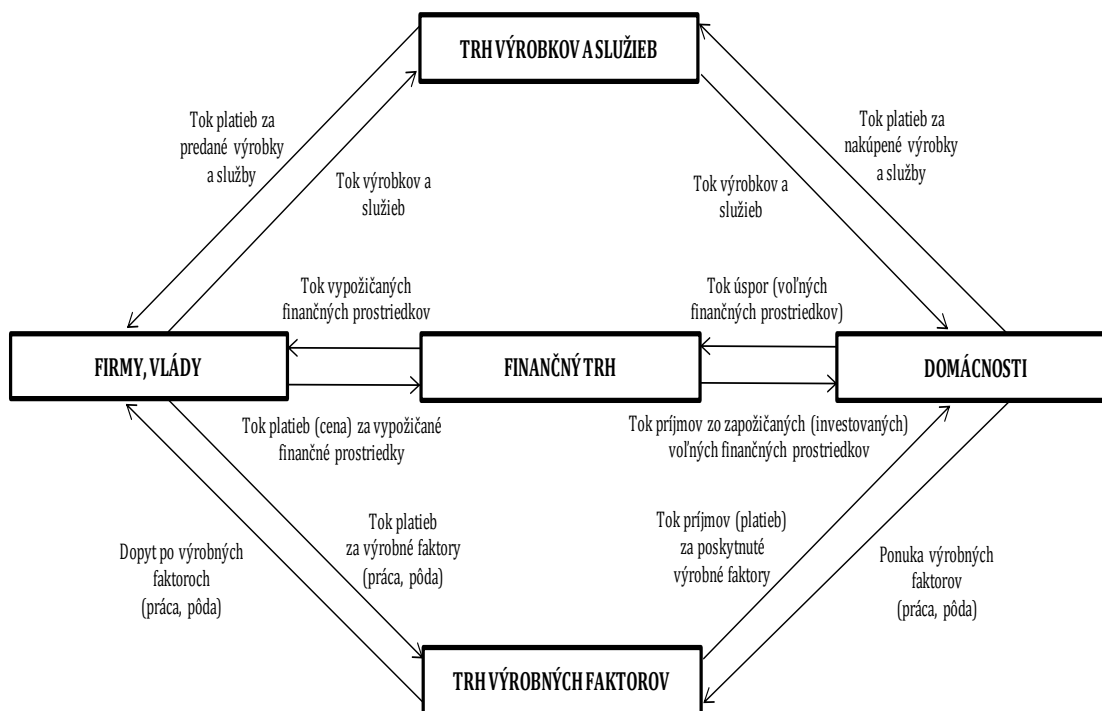 TRH VÝROBKOV A SLUŽIEB
Tok platieb za
predané výrobky
a služby
Tok výrobkov a
služieb
Tok výrobkov a
služieb
Tok platieb za
nakúpené výrobky
a služby
Tok vypožičaných
finančných prostriedkov
Tok úspor (voľných
finančných prostriedkov)
FIRMY, VLÁDY
FINANČNÝ TRH
DOMÁCNOSTI
Tok platieb (cena) za vypožičané
finančné prostriedky
Tok príjmov zo zapožičaných (investovaných)
voľných finančných prostriedkov
Dopyt po výrobných
faktoroch
(práca, pôda)
Tok platieb
za výrobné faktory
(práca, pôda)
Tok príjmov (platieb)
za poskytnuté
výrobné faktory
Ponuka výrobných
faktorov
(práca, pôda)
TRH VÝROBNÝCH FAKTOROV